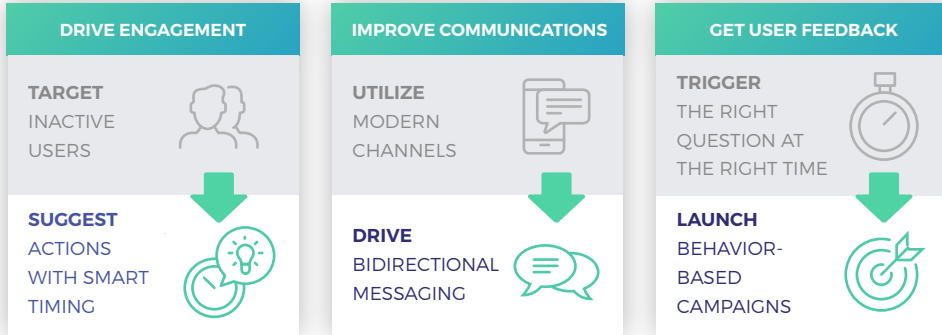 DRIVE ENGAGEMENT
TARGET
INACTIVE
USERS
SUGGEST
ACTIONS
WITH SMART
TIMING
IMPROVE COMMUNICATIONS
UTILIZE
MODERN
CHANNELS
DRIVE
BIDIRECTIONAL
MESSAGING
GET USER FEEDBACK
TRIGGER
THE RIGHT
QUESTION AT
THE RIGHT TIME
LAUNCH
BEHAVIOR-
BASED
CAMPAIGNS